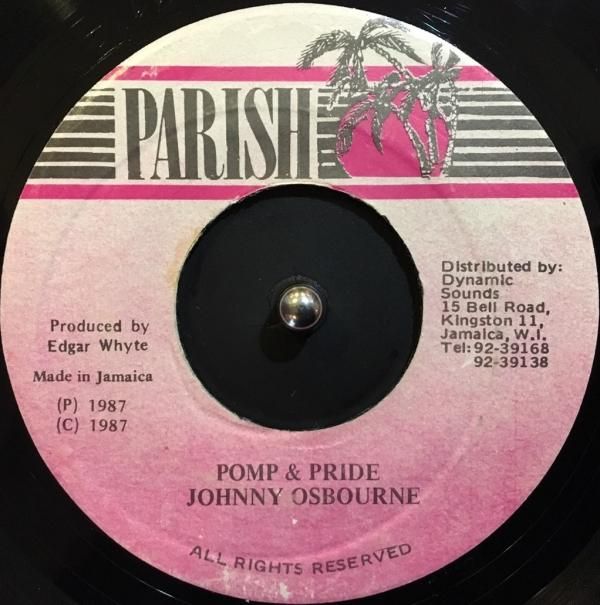 PARISH
Produced by
Edgar Whyte
Made in Jamaica
(P) 1987
(C) 1987
Distributed by:
Dynamic
Sounds
15 Bell Road,
Kingston 11,
Jamaica, W.I.
Tel: 92-39168
92-39138
POMP & PRIDE
JOHNNY OSBOURNE
ALL RIGHTS RESERVED